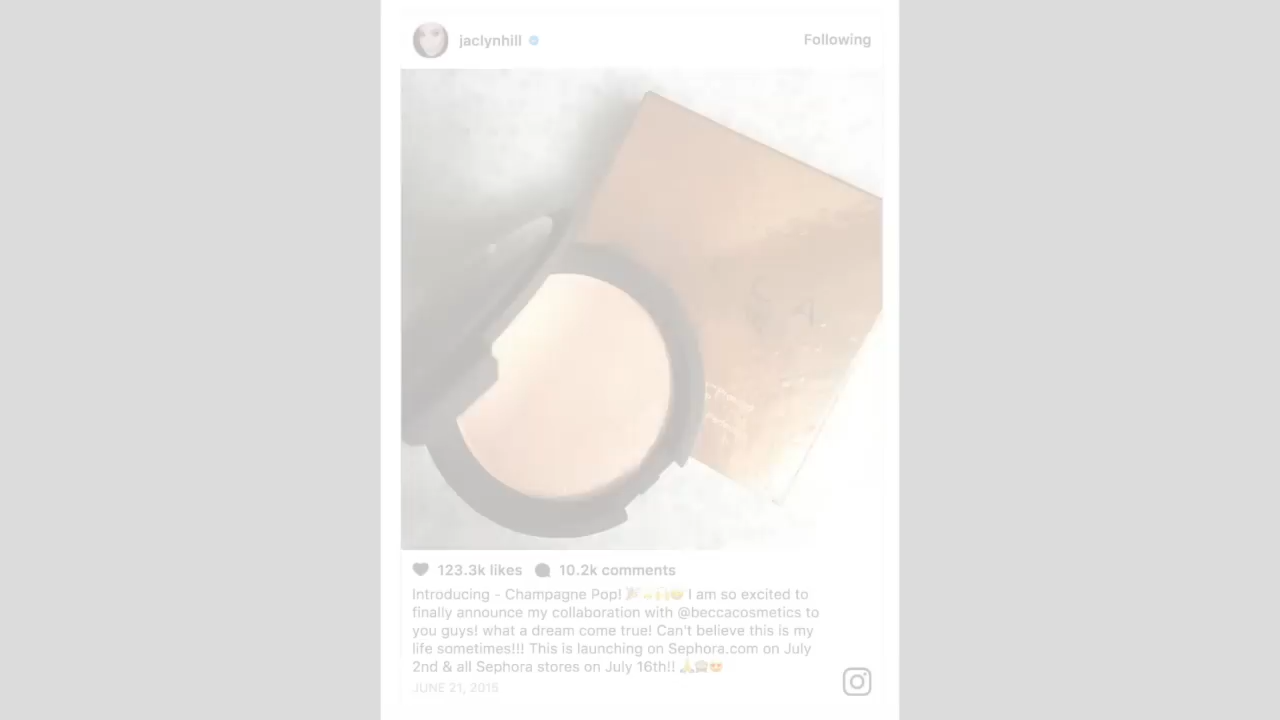 jaclynhill
Following
123.3k likes 10.2k comments
Introducing - Champagne Pop!🎉🍾🙌😊 I am so excited to
finally announce my collaboration with @beccacosmetics to
you guys! what a dream come true! Can't believe this is my
life sometimes!!! This is launching on Sephora.com on July
2nd & all Sephora stores on July 16th!! 🙏🙈😍
JUNE 21, 2015